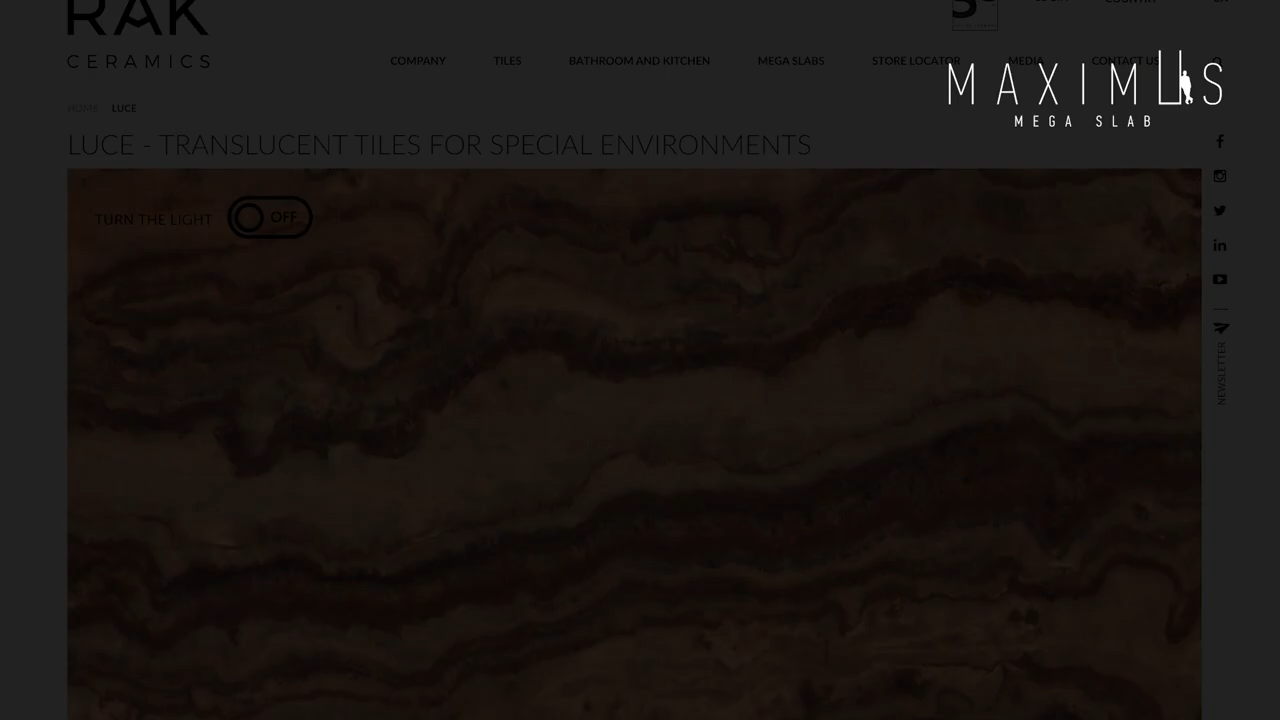 RAK
CERAMICS
COMPANY
TILES
BATHROOM AND KITCHEN
MEGA SLABS
STORE LOCATOR
MEDIA
CONTACT US
MAXIMUS
MEGA SLAB
HOME
LUCE
LUCE - TRANSLUCENT TILES FOR SPECIAL ENVIRONMENTS
TURN THE LIGHT
OFF
NEWSLETTER